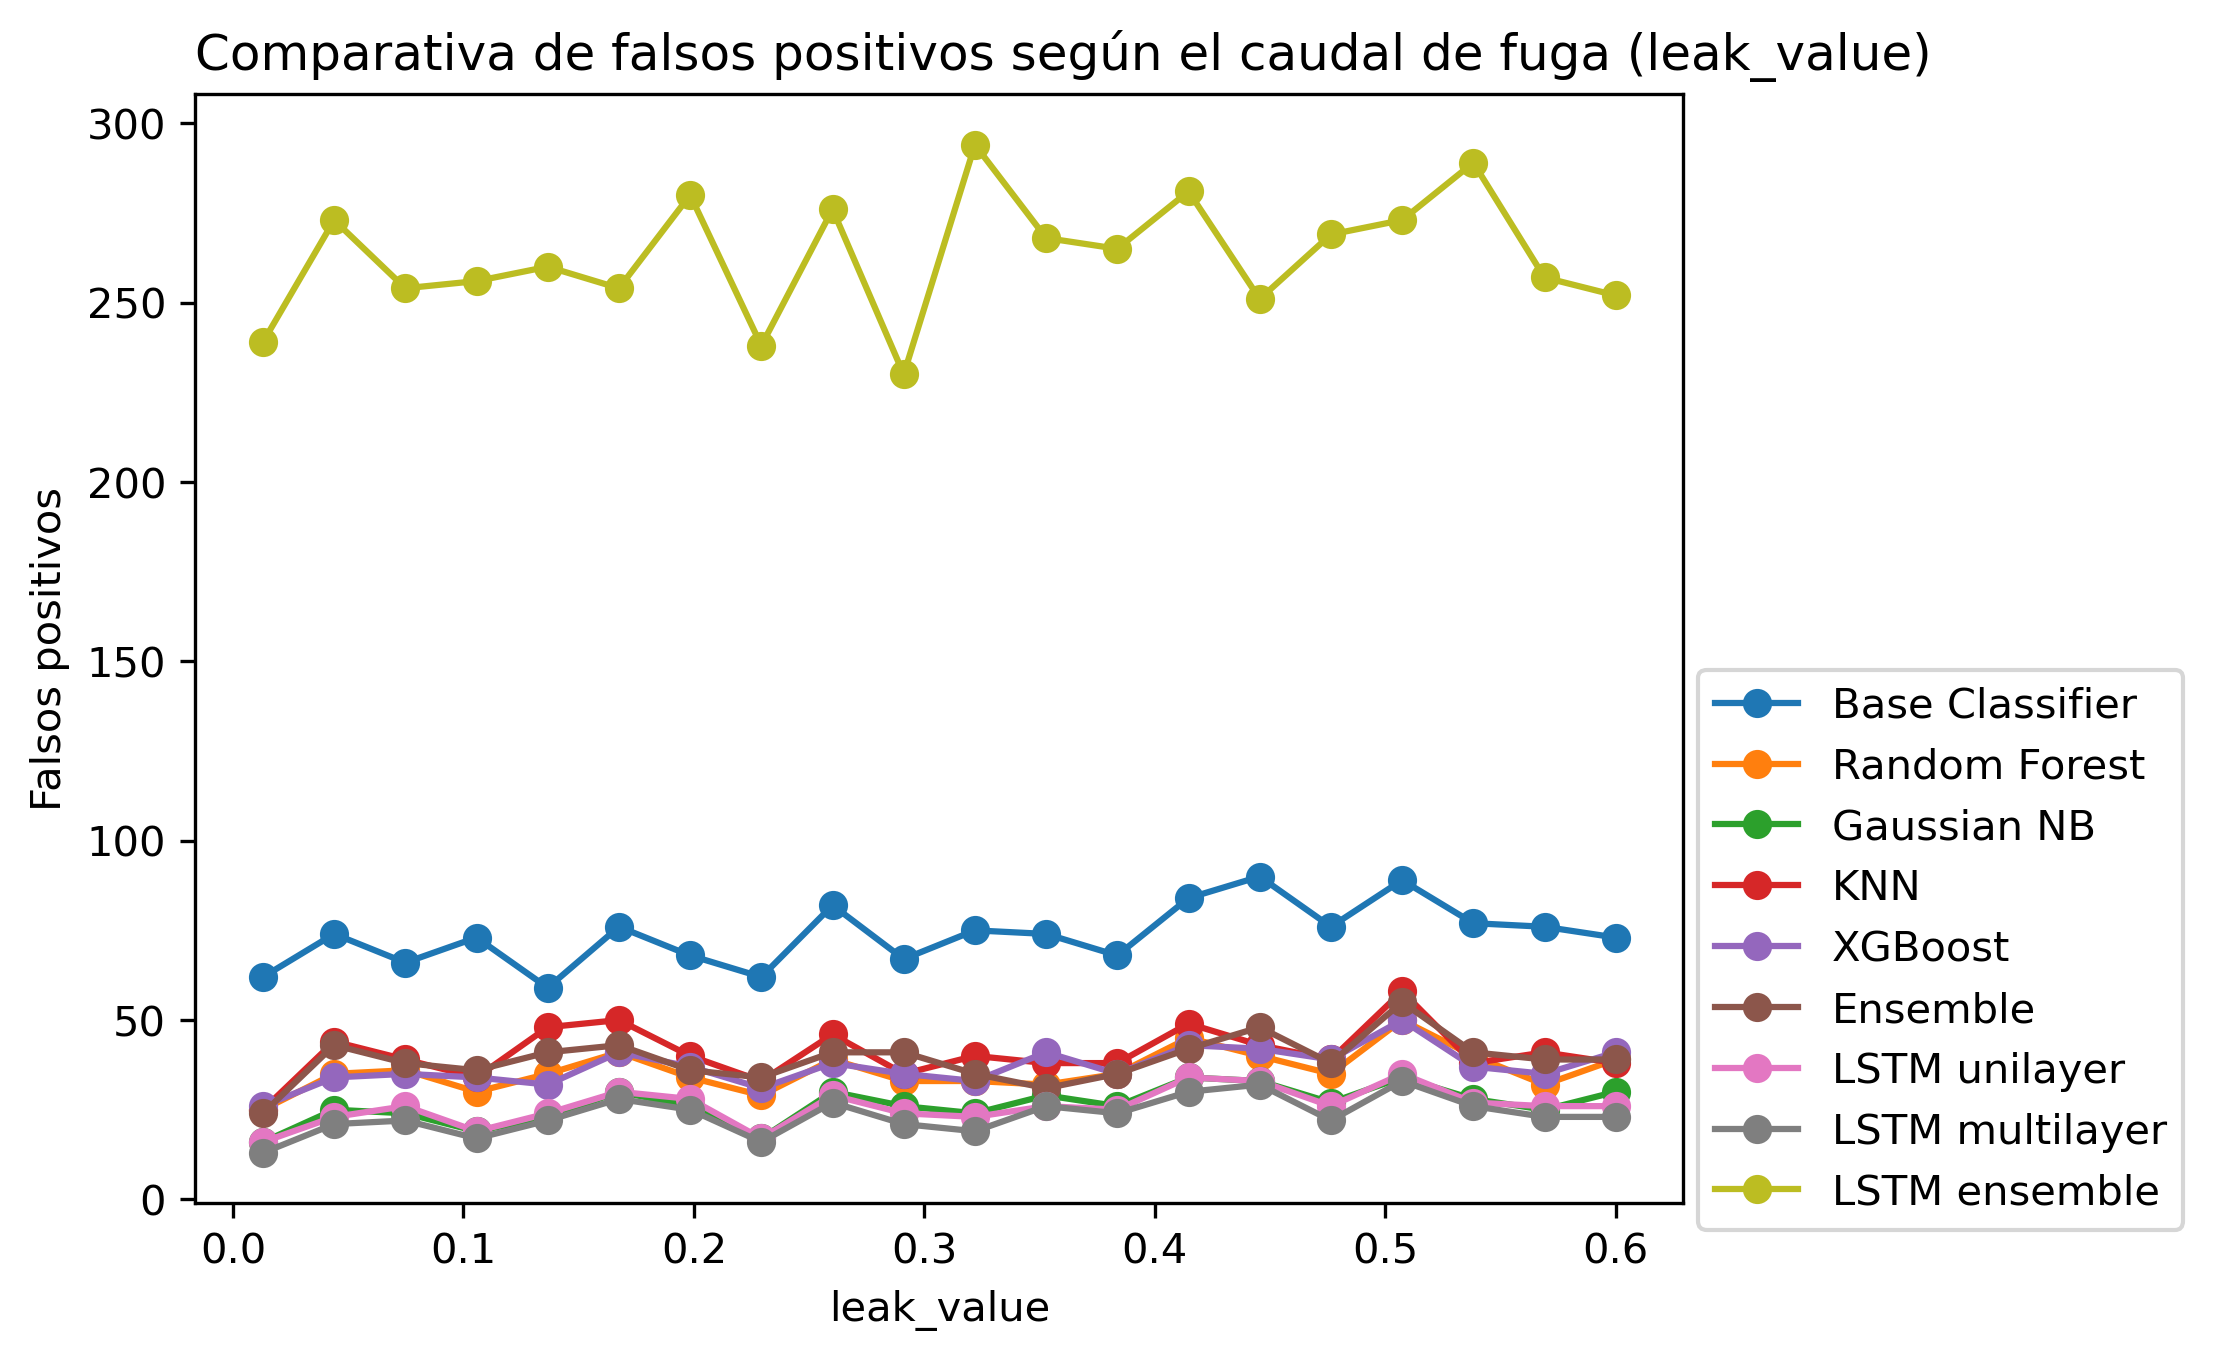 Comparativa de falsos positivos según el caudal de fuga (leak_value)
Falsos positivos
300
250
200
150
100
50
0
0.0 0.1 0.2 0.3 0.4 0.5 0.6
leak_value
Base Classifier
Random Forest
Gaussian NB
KNN
XGBoost
Ensemble
LSTM unilayer
LSTM multilayer
LSTM ensemble